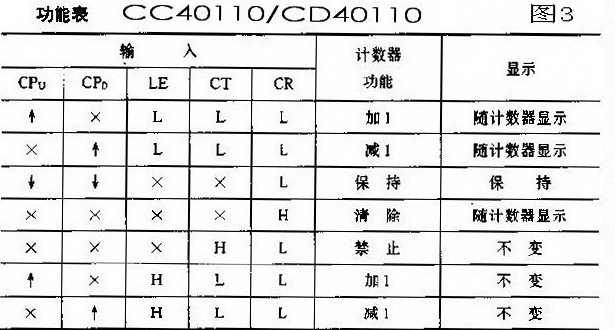 功能表 CC40110/CD40110 图3
输 入 计数器功能 显示
CPU CPD LE CT CR
↑ × L L L 加1 随计数器显示
× ↑ L L L 减1 随计数器显示
↓ ↓ × × L 保持 保持
× × × × H 清除 随计数器显示
× × × H L 禁止 不变
↑ × H L L 加1 不变
× ↑ H L L 减1 不变